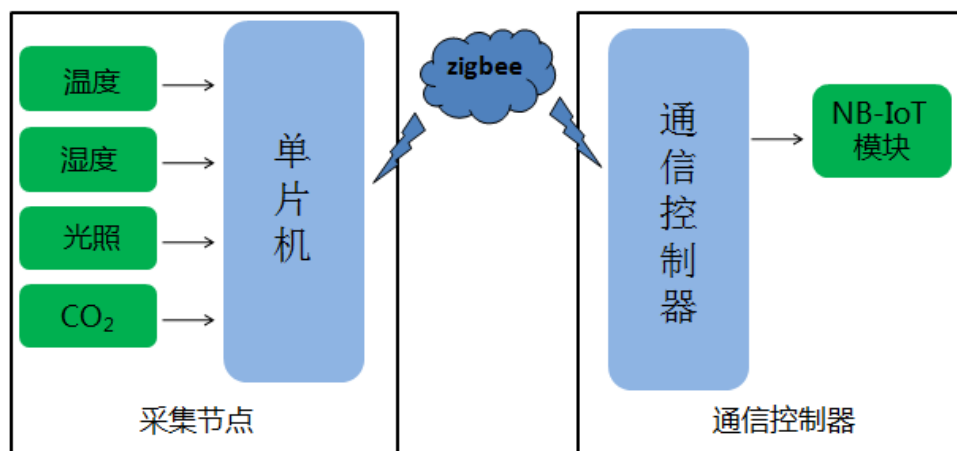 温度
湿度
光照
CO₂
单片机
采集节点
zigbee
通信控制器
NB-IoT
模块
通信控制器